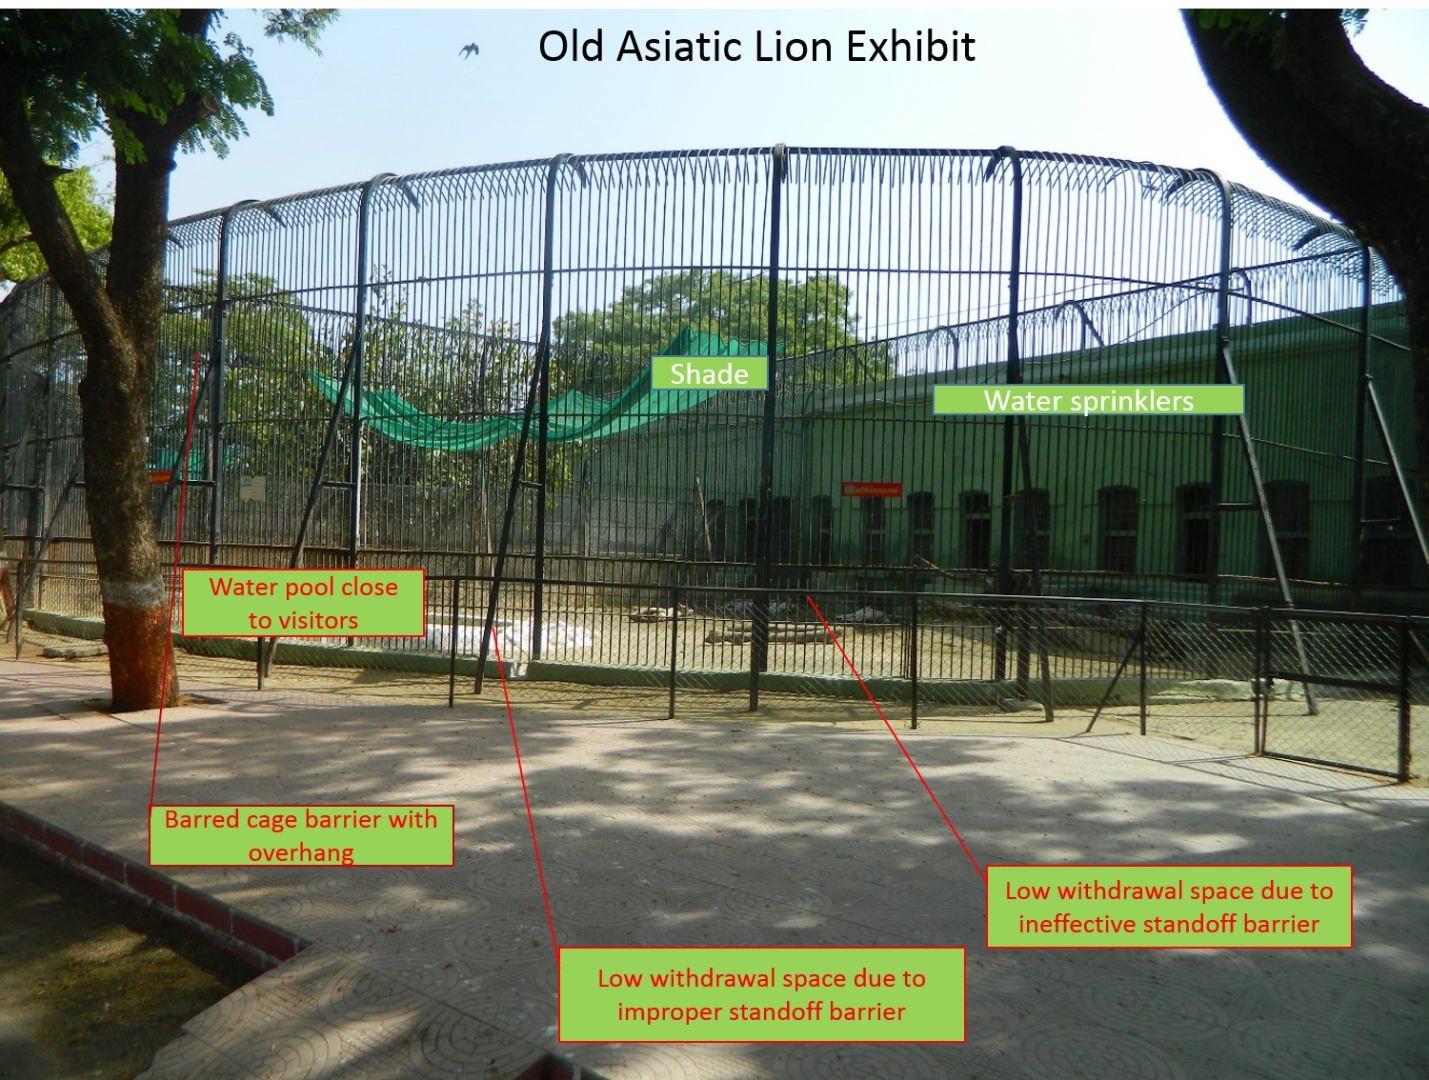 Old Asiatic Lion Exhibit
Shade
Water sprinklers
Water pool close
to visitors
Barred cage barrier with
overhang
Low withdrawal space due to
ineffective standoff barrier
Low withdrawal space due to
improper standoff barrier